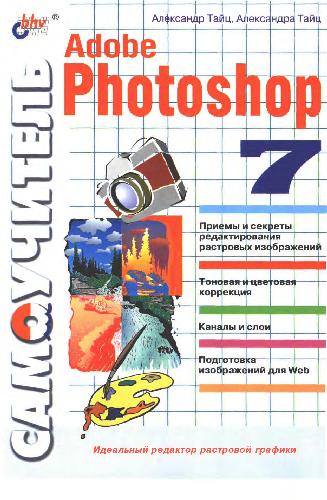 bhv
®
Александр Тайц, Александра Тайц
Adobe
Photoshop
7
САМОУЧИТЕЛЬ
Приемы и секреты
редактирования
растровых изображений
Тоновая и цветовая
коррекция
Каналы и слои
Подготовка
изображений для Web
Идеальный редактор растровой графики